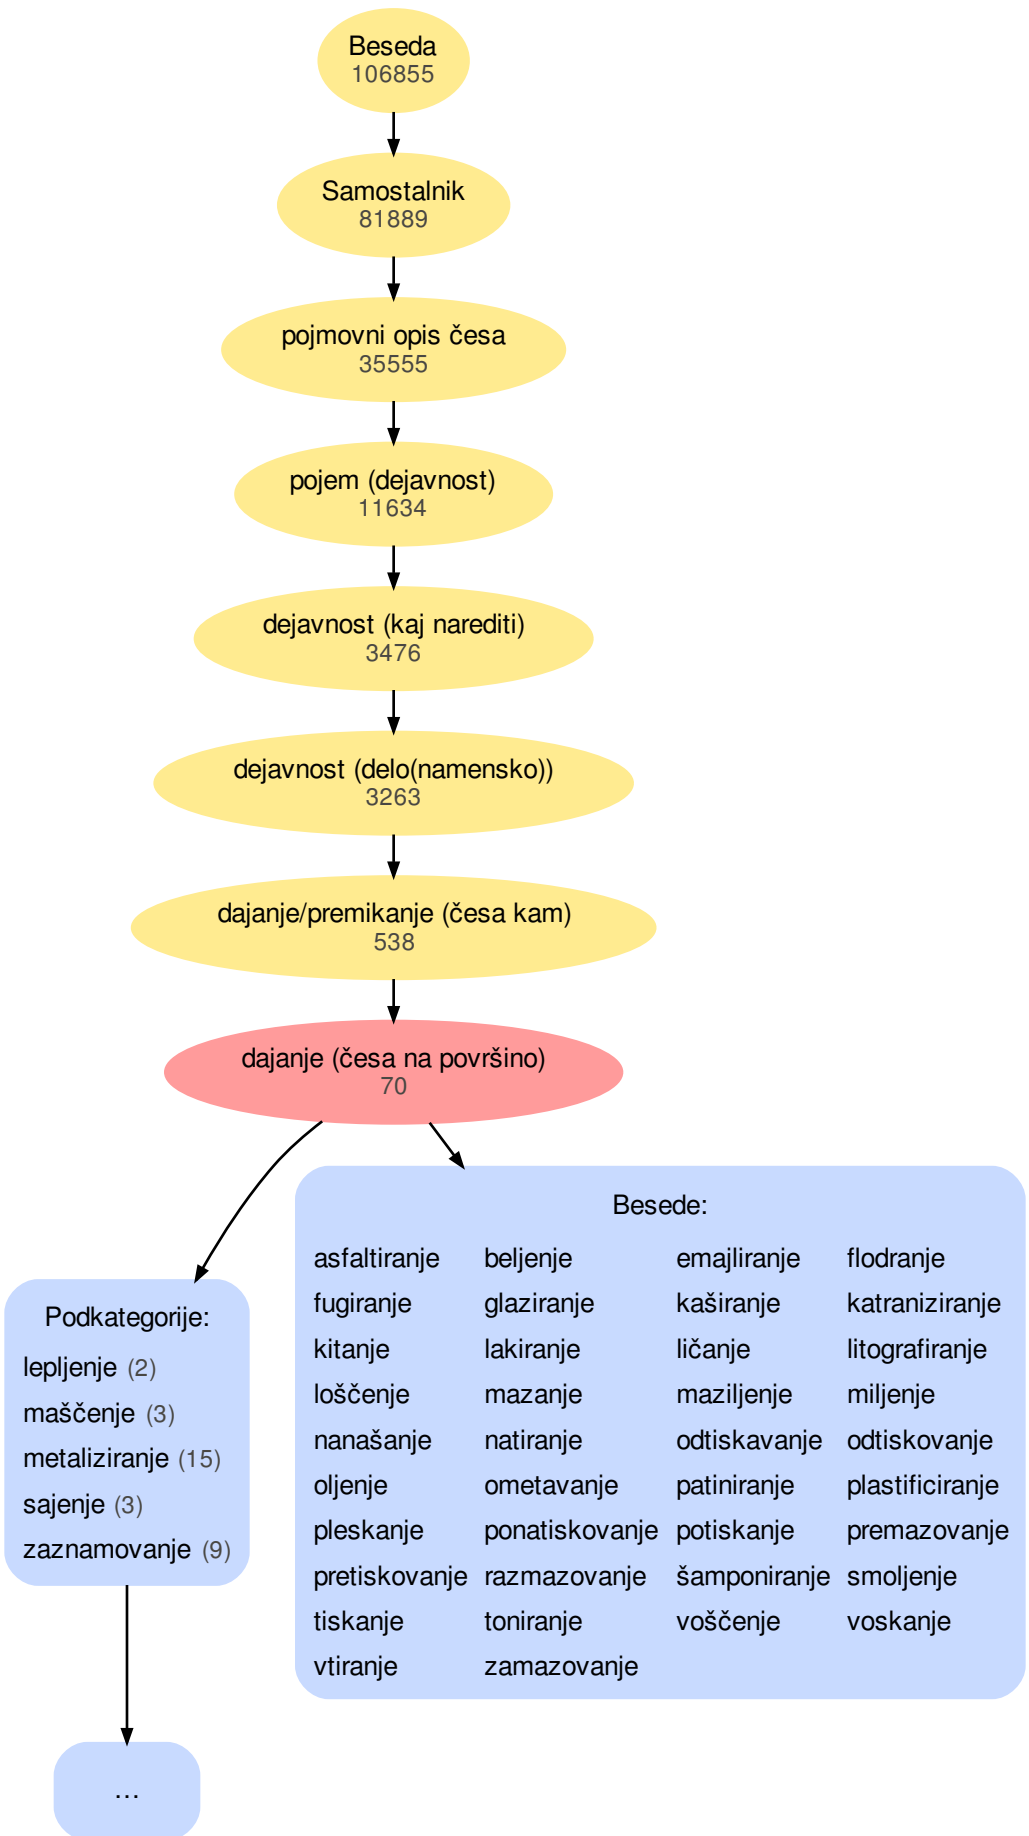 Beseda
106855
Samostalnik
81889
pojmovni opis česa
35555
pojem (dejavnost)
11634
dejavnost (kaj narediti)
3476
dejavnost (delo(namensko))
3263
dajanje/premikanje (česa kam)
538
dajanje (česa na površino)
70
Podkategorije:
lepljenje (2)
maščenje (3)
metaliziranje (15)
sajenje (3)
zaznamovanje (9)
…
Besede:
asfaltiranje beljenje emajliranje flodranje
fugiranje glaziranje kaširanje kataniziranje
kitanje lakiranje ličanje litografiranje
loščenje mazanje maziljenje miljenje
nanašanje natiranje odtiskavanje odtiskovanje
oljenje ometavanje patiniranje plastificiranje
pleskanje ponatiskovanje potiskanje premazovanje
pretiskovanje razmazovanje šamponiranje smoljenje
tiskanje toniranje voščenje voskanje
vtiranje zamazovanje